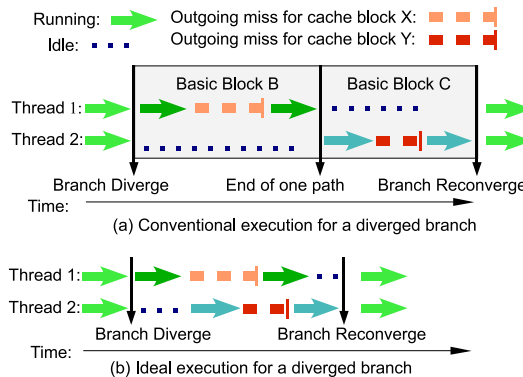 Running: Outgoing miss for cache block X:
Idle: Outgoing miss for cache block Y:
Basic Block B Basic Block C
Thread 1:
Thread 2:
Branch Diverge End of one path Branch Reconverge
Time:
(a) Conventional execution for a diverged branch
Thread 1:
Thread 2:
Branch Diverge Branch Reconverge
Time:
(b) Ideal execution for a diverged branch